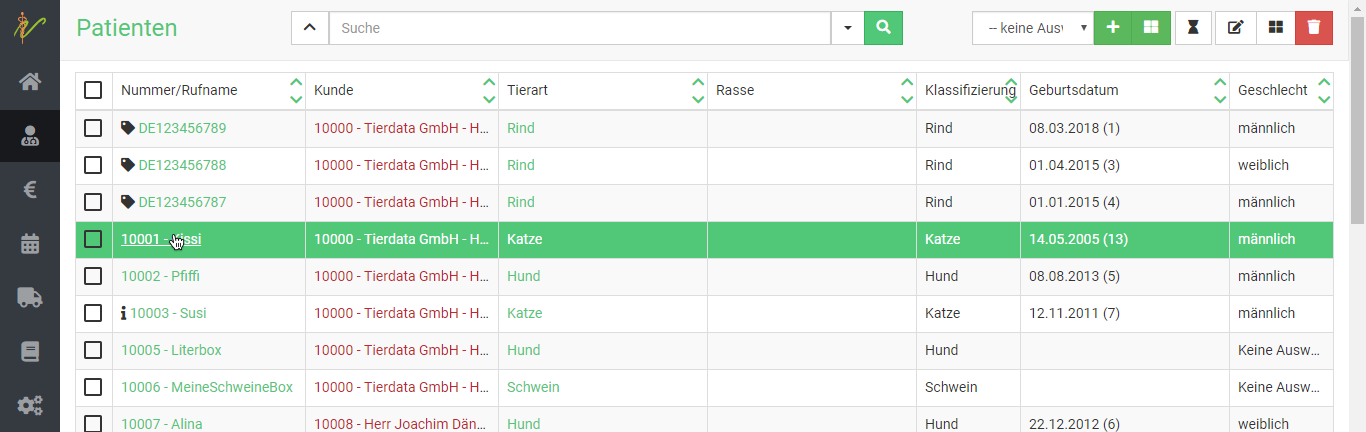 Patienten Suche -- keine Ausw
Nummer/Rufname Kunde Tierart Rasse Klassifizierung Geburtsdatum Geschlecht
DE123456789 10000 - Tierdata GmbH - H... Rind Rind 08.03.2018 (1) männlich
DE123456788 10000 - Tierdata GmbH - H... Rind Rind 01.04.2015 (3) weiblich
DE123456787 10000 - Tierdata GmbH - H... Rind Rind 01.01.2015 (4) männlich
10001 - 10000 - Tierdata GmbH - H... Katze Katze 14.05.2005 (13) männlich
10002 - Pfiffi 10000 - Tierdata GmbH - H... Hund Hund 08.08.2013 (5) männlich
10003 - Susi 10000 - Tierdata GmbH - H... Katze Katze 12.11.2011 (7) männlich
10005 - Literbox 10000 - Tierdata GmbH - H... Hund Hund Keine Ausw...
10006 - MeineSchweineBox 10000 - Tierdata GmbH - H... Schwein Schwein Keine Ausw...
10007 - Alina 10008 - Herr Joachim Dän... Hund Hund 22.12.2012 (6) weiblich